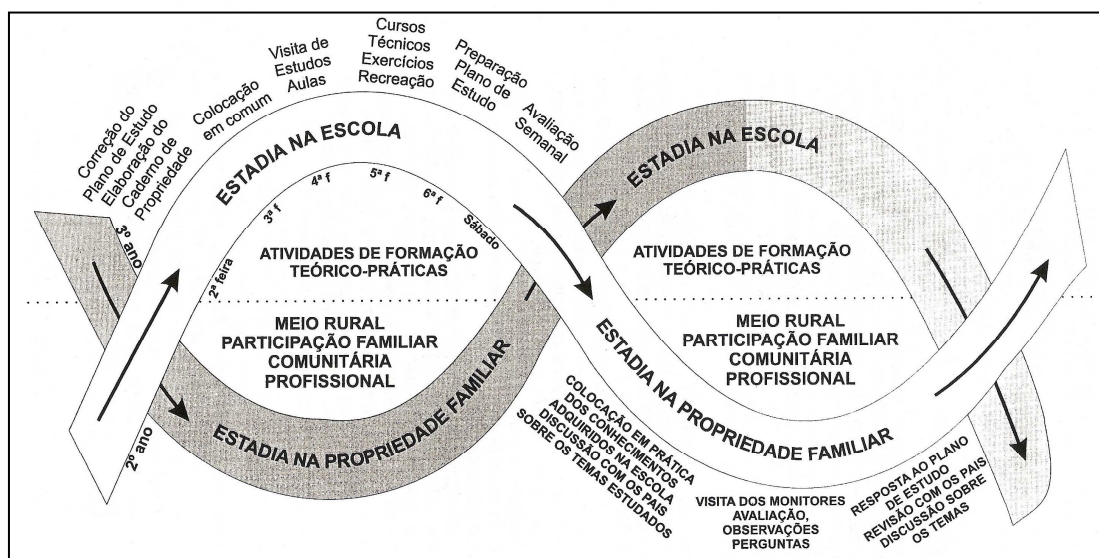 Correção do
Plano de Estudo
Elaboração do
Caderno de
Propriedade
Colocação
em comum
Visita de
Estudos
Aulas
Cursos
Técnicos
Exercícios
Recreação
Preparação
Plano de
Estudo
Avaliação
Semanal
ESTADIA NA ESCOLA
3º ano
2ª feira
3ª f
4ª f
5ª f
6ª f
Sábado
ATIVIDADES DE FORMAÇÃO
TEÓRICO-PRÁTICAS
ESTADIA NA ESCOLA
ATIVIDADES DE FORMAÇÃO
TEÓRICO-PRÁTICAS
MEIO RURAL
PARTICIPAÇÃO FAMILIAR
COMUNITÁRIA
PROFISSIONAL
2º ano
ESTADIA NA PROPRIEDADE FAMILIAR
MEIO RURAL
PARTICIPAÇÃO FAMILIAR
COMUNITÁRIA
PROFISSIONAL
ESTADIA NA PROPRIEDADE FAMILIAR
COLOCAÇÃO EM PRÁTICA
DOS CONHECIMENTOS
ADQUIRIDOS NA ESCOLA
DISCUSSÃO COM OS PAIS
SOBRE OS TEMAS ESTUDADOS
VISITA DOS MONITORES
AVALIAÇÃO,
OBSERVAÇÕES
PERGUNTAS
RESPOSTA AO PLANO
DE ESTUDO
REVISÃO COM OS PAIS
DISCUSSÃO SOBRE
OS TEMAS